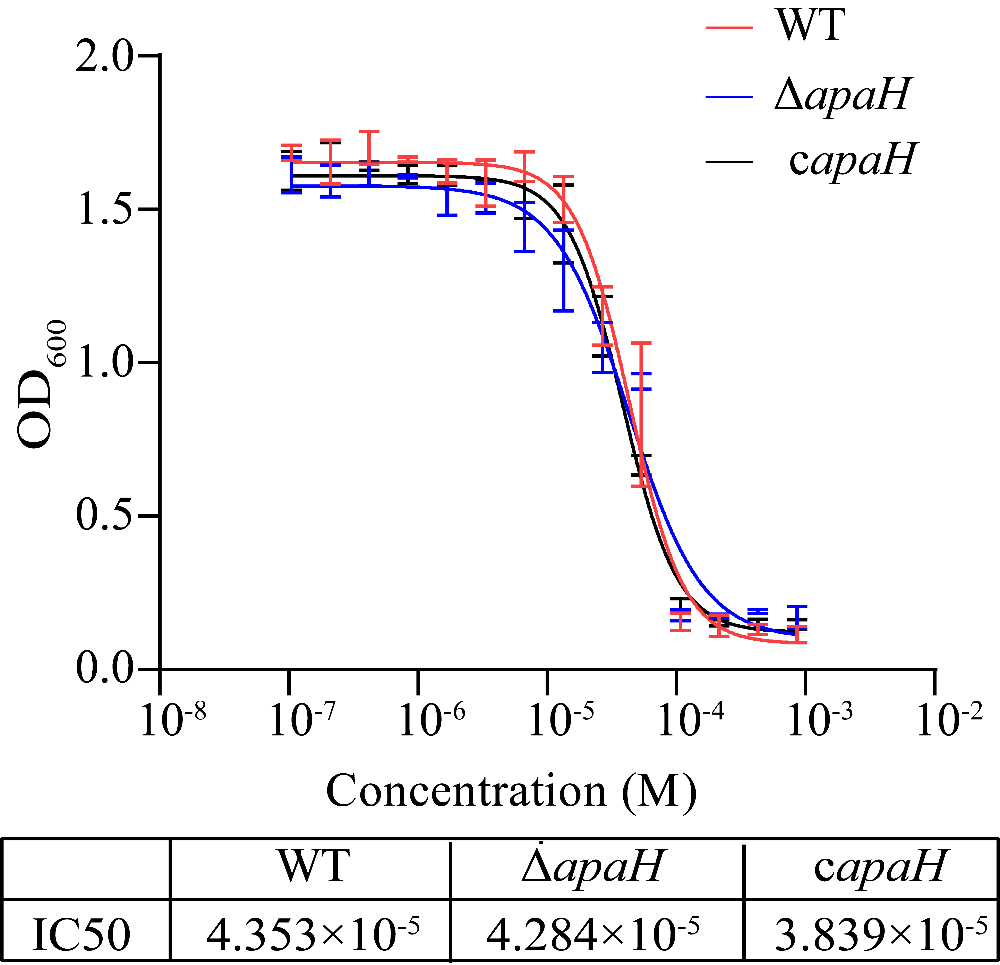 WT
ΔapaH
capaH
2.0
1.5
1.0
0.5
0.0
OD₆₀₀
10⁻⁸ 10⁻⁷ 10⁻⁶ 10⁻⁵ 10⁻⁴ 10⁻³ 10⁻²
Concentration (M)
WT ΔapaH capaH
IC50 4.353×10⁻⁵ 4.284×10⁻⁵ 3.839×10⁻⁵